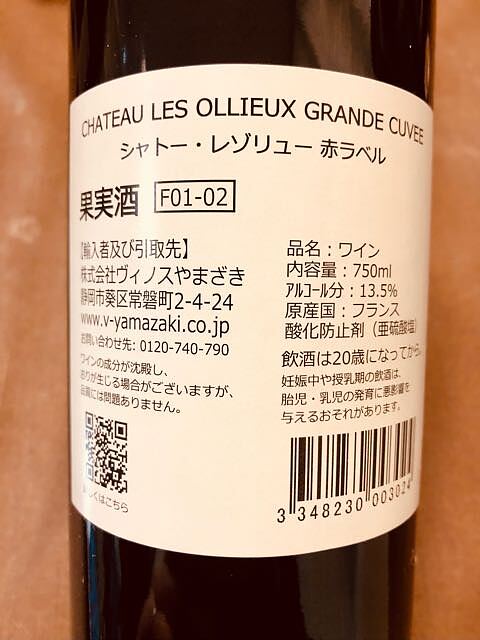 CHATEAU LES OLLIEUX GRANDE CUVEE
シャトー・レゾリュー 赤ラベル
果実酒 F01-02
【輸入者及び引取先】
株式会社ヴィノスやまざき
静岡市葵区常磐町2-4-24
www.v-yamazaki.co.jp
お問い合わせ先: 0120-740-790
ワインの成分が沈殿し、
おりが生じる場合がございますが、
品質には問題ありません。
しくはこちら
品名：ワイン
内容量：750ml
アルコール分：13.5%
原産国：フランス
酸化防止剤（亜硫酸塩）
飲酒は20歳になってから。
妊娠中や授乳期の飲酒は、
胎児・乳児の発育に悪影響を
与えるおそれがあります。
3 348230 003024